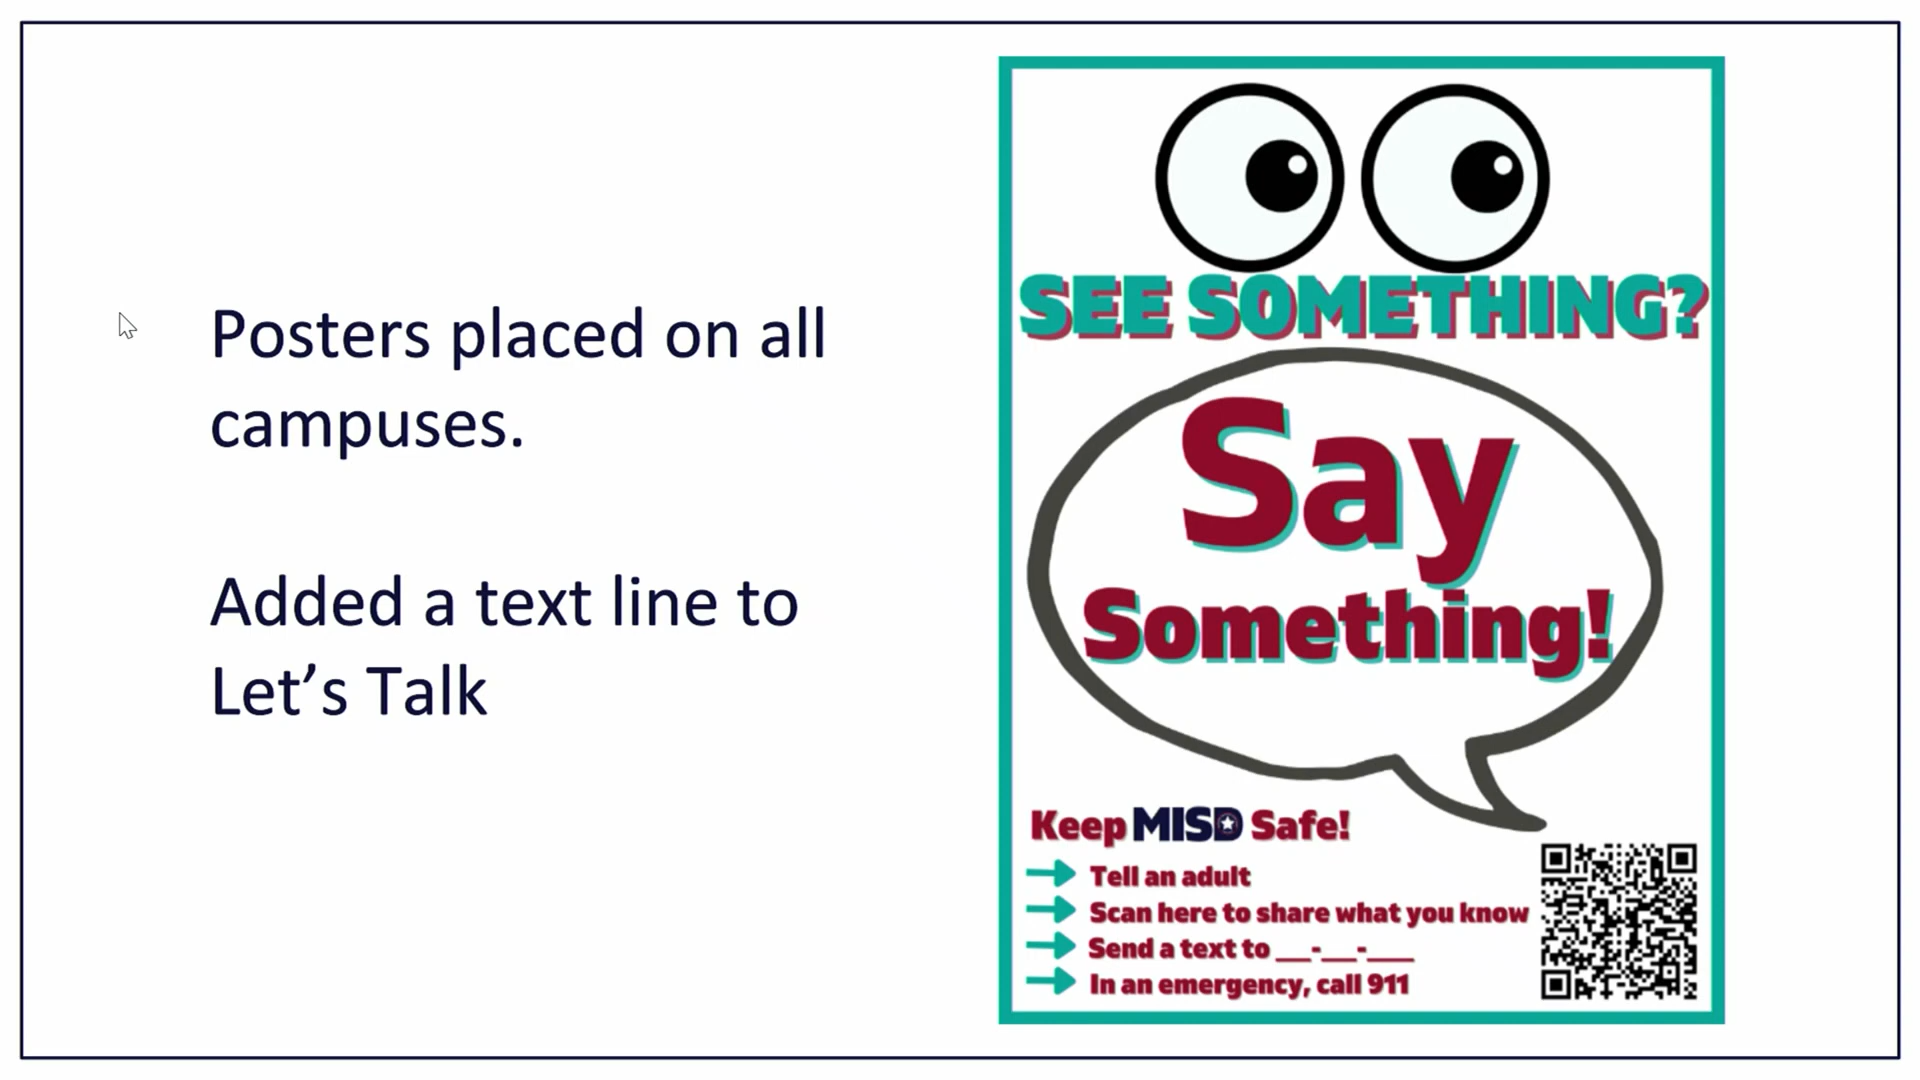 Posters placed on all
campuses.
Added a text line to
Let's Talk
SEE SOMETHING?
Say
Something!
Keep MISD Safe!
Tell an adult
Scan here to share what you know
Send a text to ___-___-____
In an emergency, call 911